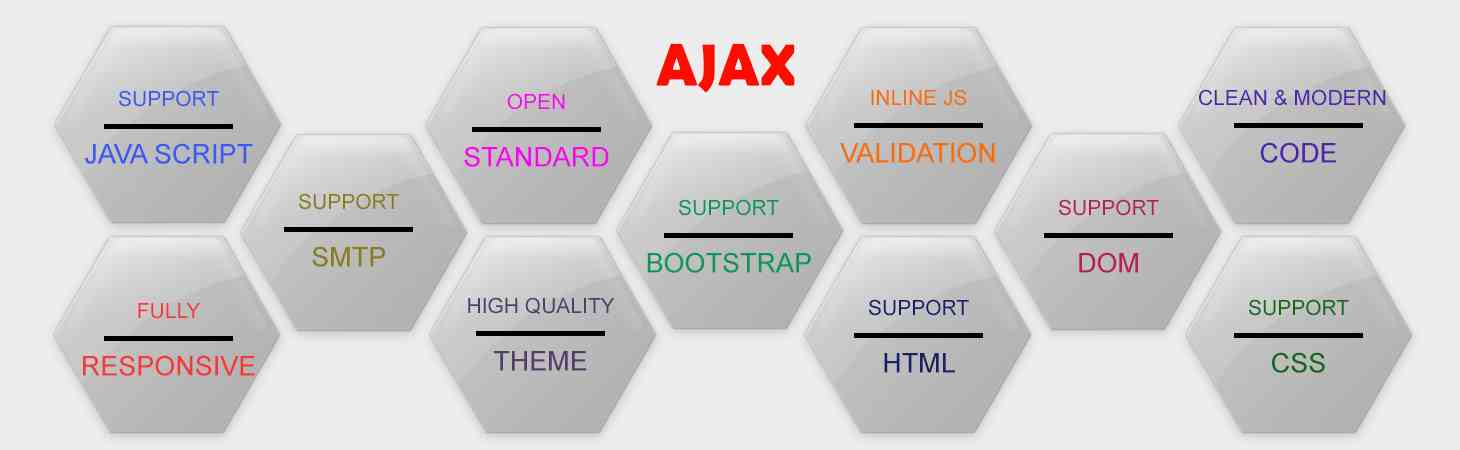 AJAX
SUPPORT
JAVA SCRIPT
OPEN
STANDARD
INLINE JS
VALIDATION
CLEAN & MODERN
CODE
SUPPORT
SMTP
SUPPORT
BOOTSTRAP
SUPPORT
DOM
FULLY
RESPONSIVE
HIGH QUALITY
THEME
SUPPORT
HTML
SUPPORT
CSS